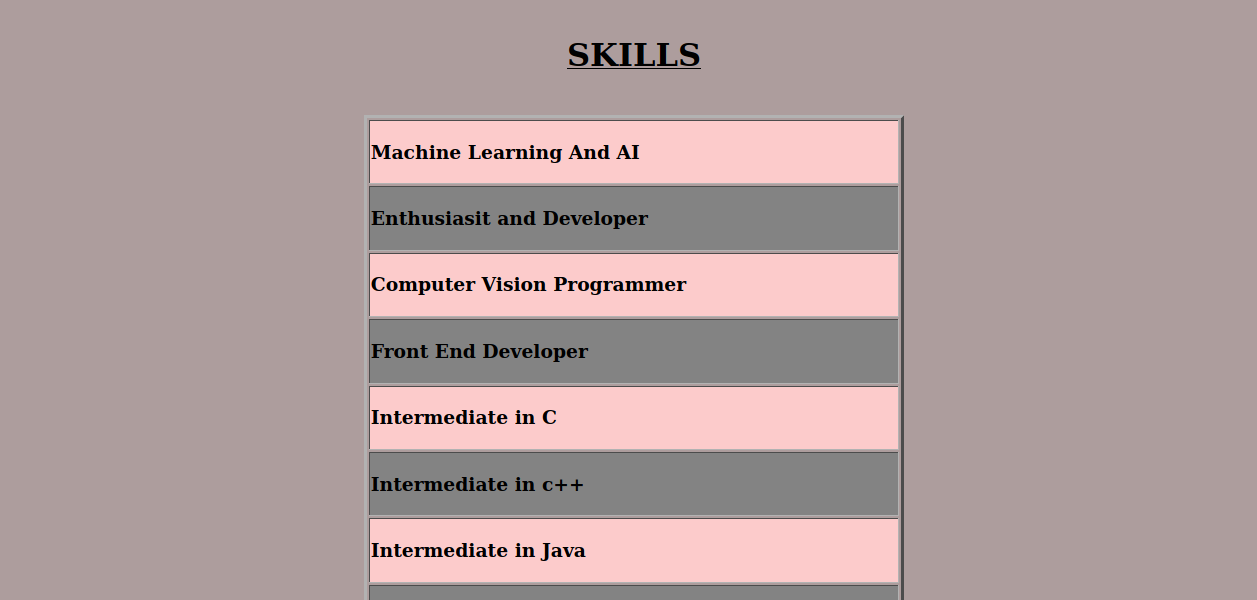 SKILLS
Machine Learning And AI
Enthusiasit and Developer
Computer Vision Programmer
Front End Developer
Intermediate in C
Intermediate in c++
Intermediate in Java